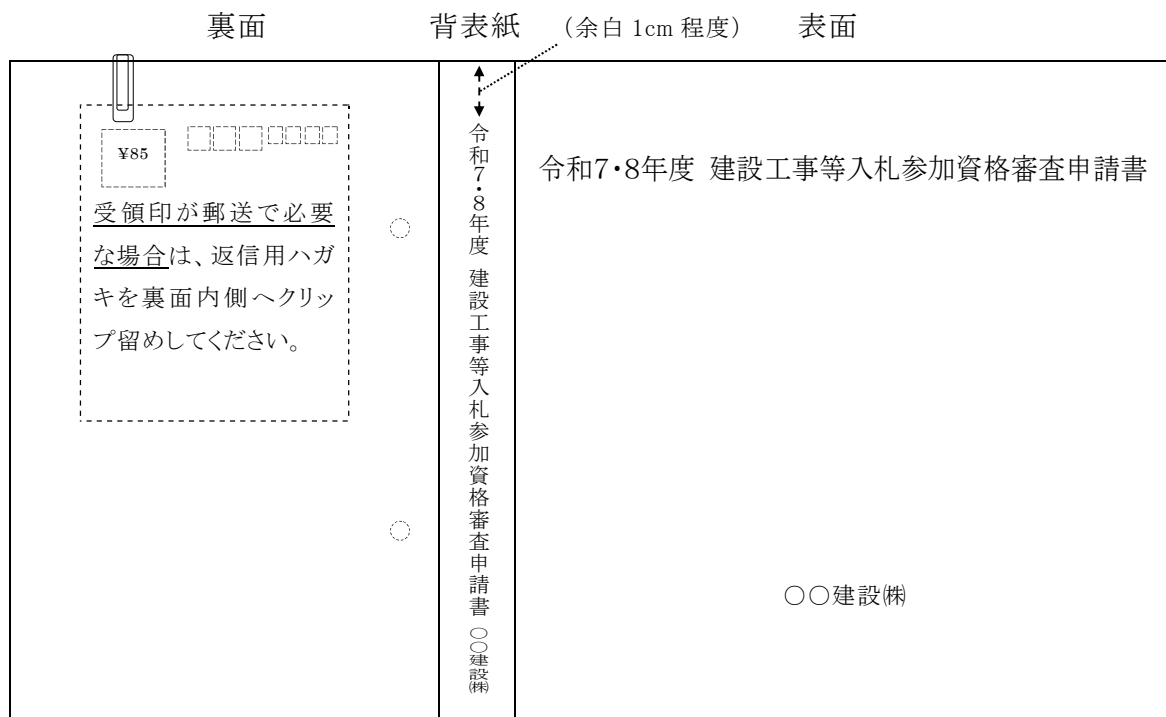 裏面 背表紙 (余白 1cm 程度) 表面
¥85
受領印が郵送で必要
な場合は、返信用ハガ
キを裏面内側へクリッ
プ留めしてください。
令和7・8年度 建設工事等入札参加資格審査申請書 ○○建設㈱
令和7・8年度 建設工事等入札参加資格審査申請書
○○建設㈱